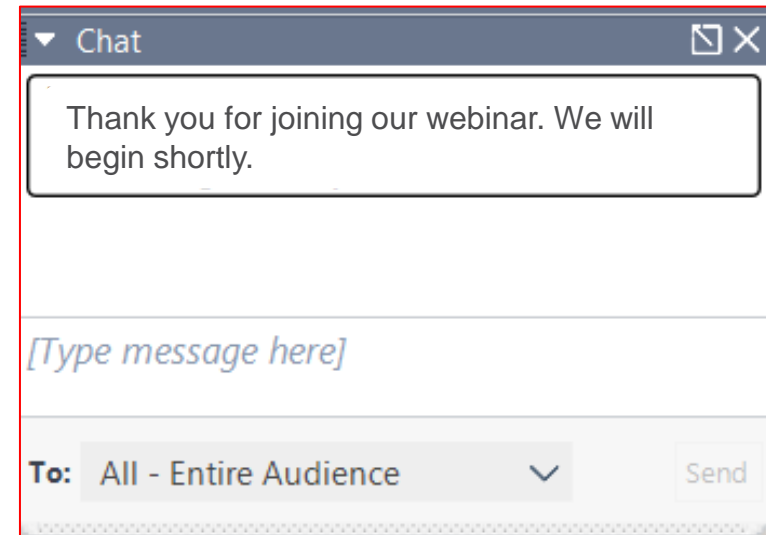 Chat
Thank you for joining our webinar. We will
begin shortly.
[Type message here]
To: All - Entire Audience Send